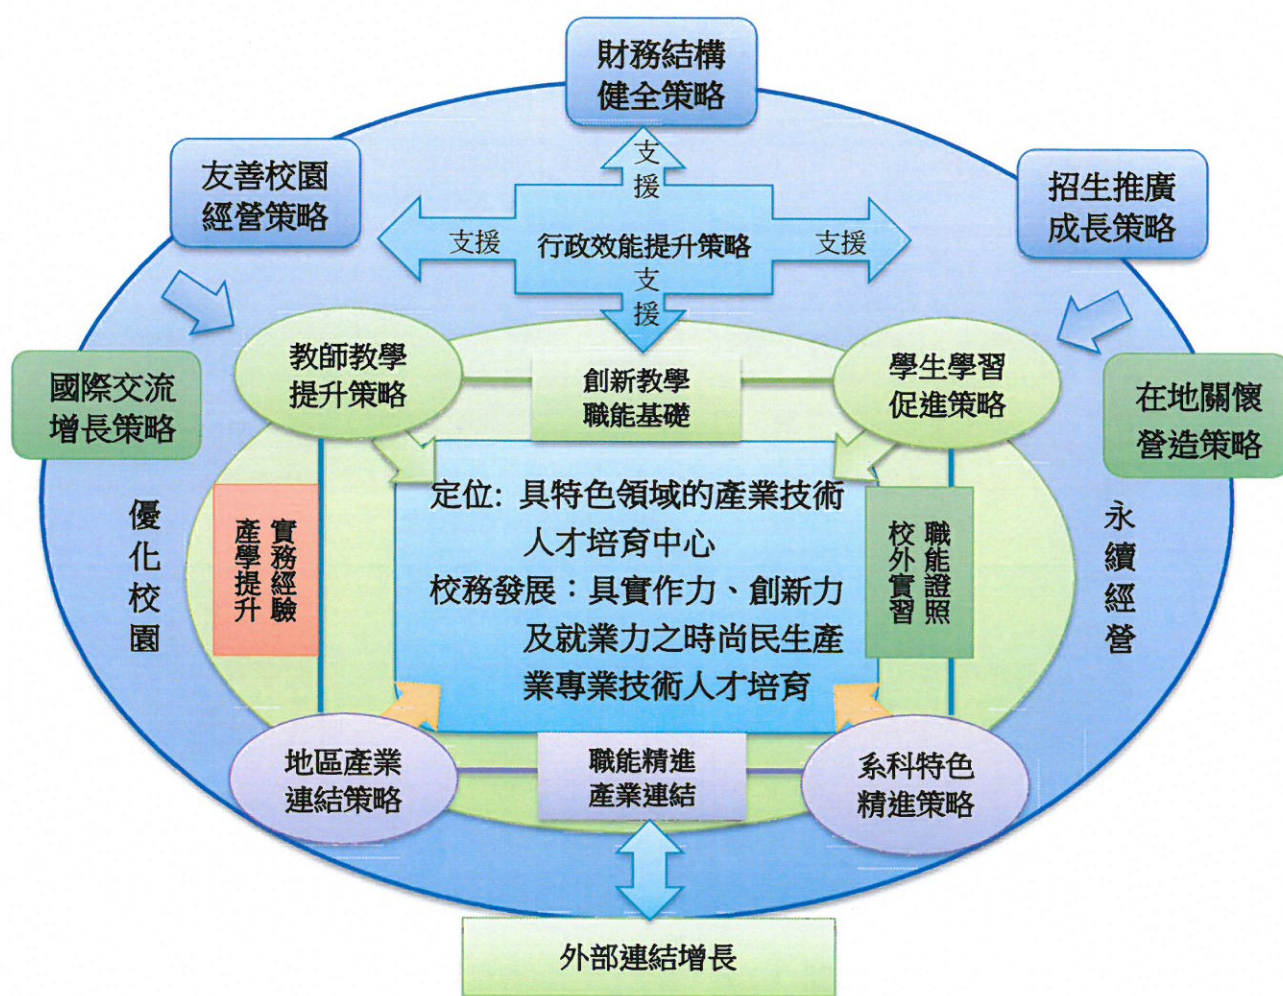 財務結構
健全策略
友善校園
經營策略
招生推廣
成長策略
支援
支援
行政效能提升策略
支援
支援
教師教學
提升策略
創新教學
職能基礎
學生學習
促進策略
國際交流
增長策略
在地關懷
營造策略
優化校園
實務經驗
產學提升
定位: 具特色領域的產業技術
人才培育中心
校務發展：具實作力、創新力
及就業力之時尚民生產
業專業技術人才培育
職能證照
校外實習
永續經營
地區產業
連結策略
職能精進
產業連結
系科特色
精進策略
外部連結增長